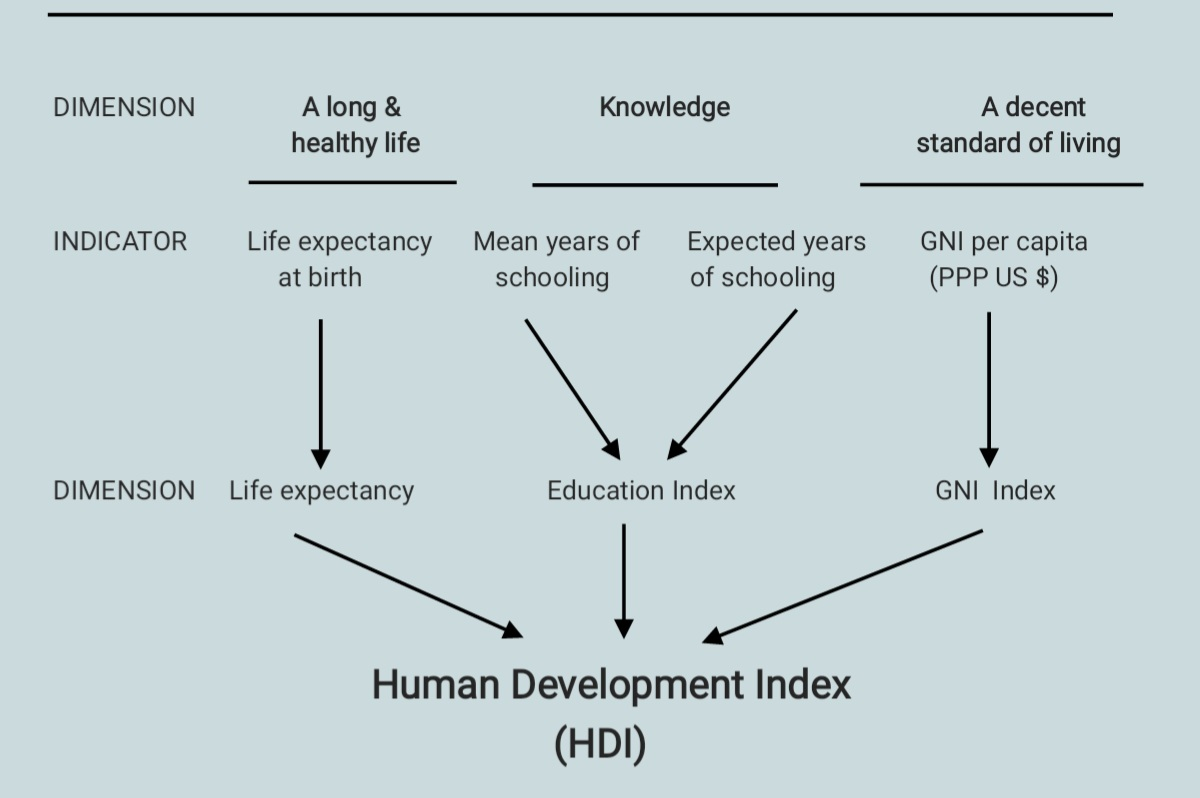 DIMENSION A long & Knowledge A decent
healthy life standard of living
INDICATOR Life expectancy Mean years of Expected years GNI per capita
at birth schooling of schooling (PPP US $)
DIMENSION Life expectancy Education Index GNI Index
Human Development Index
(HDI)